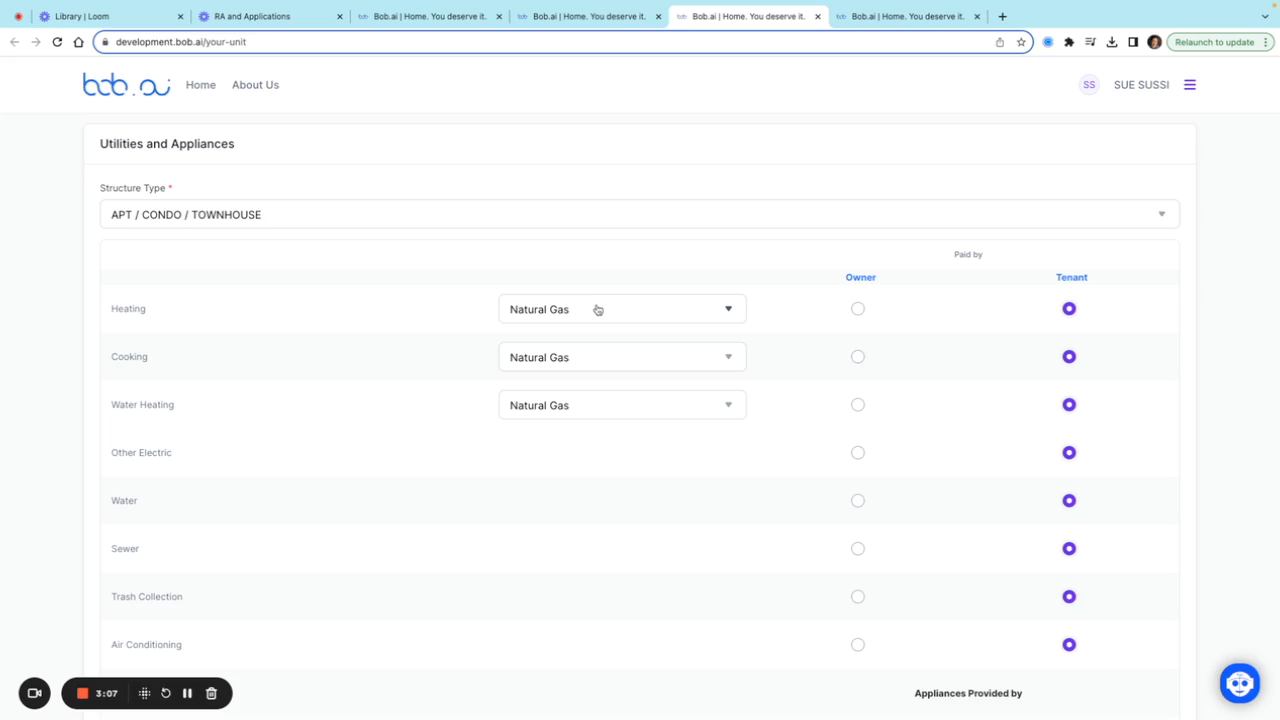 Library | Loom
RA and Applications
Bob.ai | Home. You deserve it.
Bob.ai | Home. You deserve it.
Bob.ai | Home. You deserve it.
Bob.ai | Home. You deserve it.
development.bob.ai/your-unit
Relaunch to update
bob.ai
Home
About Us
SS
SUE SUSSI
Utilities and Appliances
Structure Type *
APT / CONDO / TOWNHOUSE
Paid by
Owner
Tenant
Heating
Natural Gas
Cooking
Natural Gas
Water Heating
Natural Gas
Other Electric
Water
Sewer
Trash Collection
Air Conditioning
3:07
Appliances Provided by